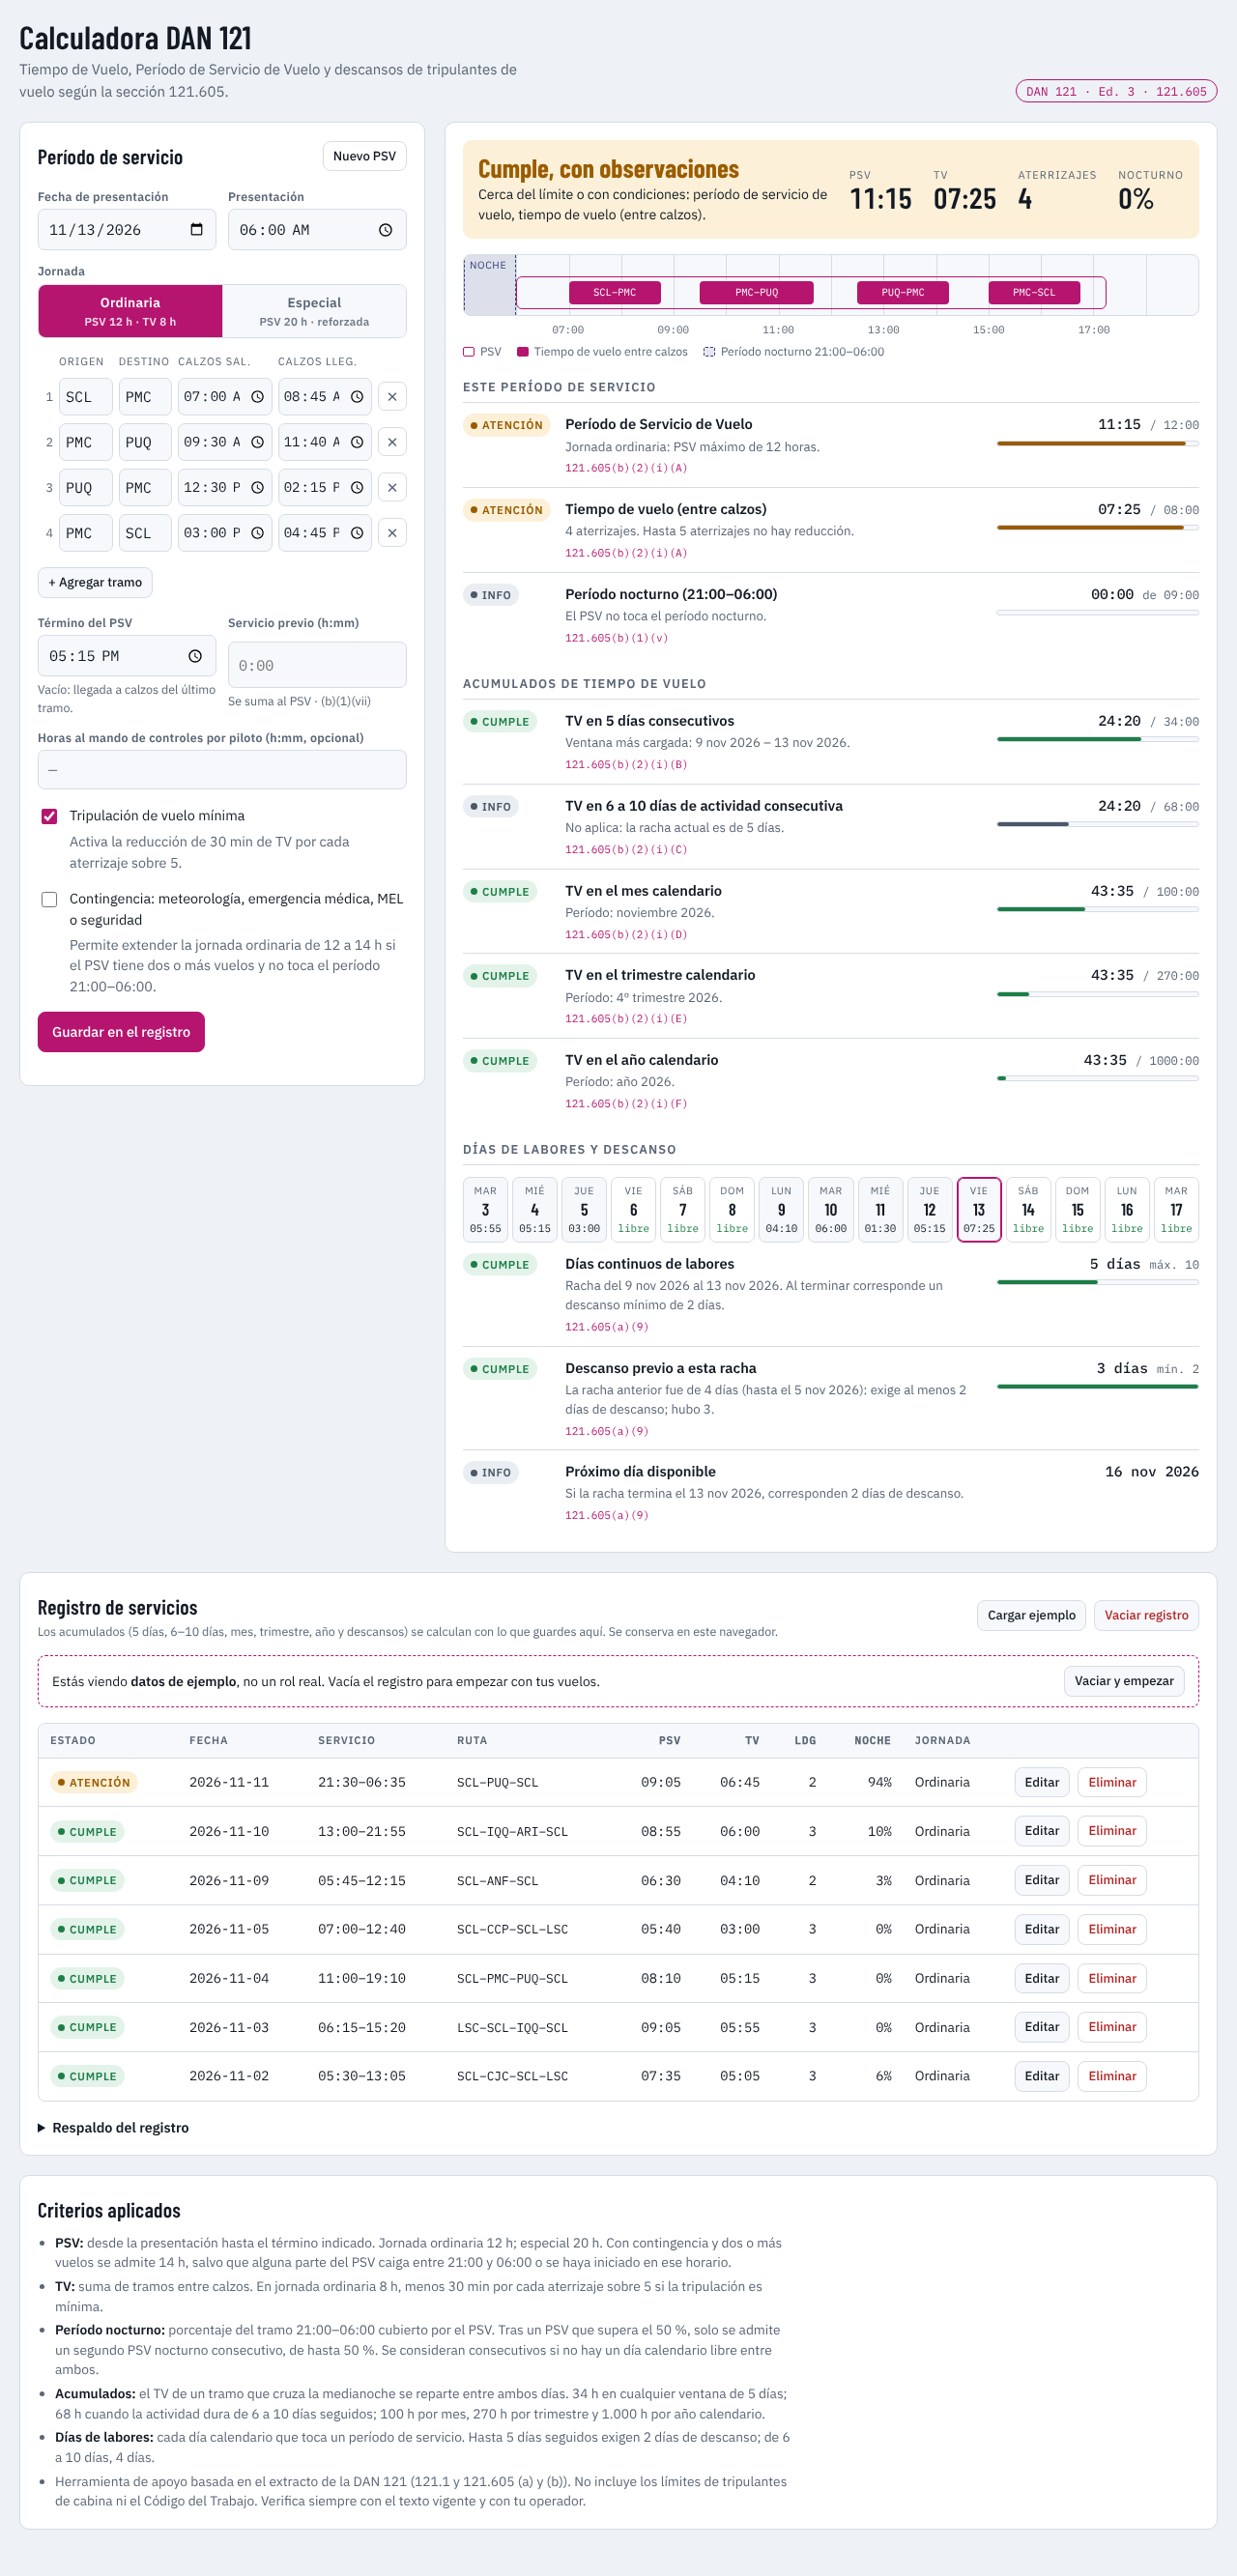 Calculadora DAN 121
Tiempo de Vuelo, Período de Servicio de Vuelo y descansos de tripulantes de
vuelo según la sección 121.605.
DAN 121 · Ed. 3 · 121.605
Período de servicio
Nuevo PSV
Fecha de presentación
Presentación
11/13/2026
06:00 AM
Jornada
Ordinaria
PSV 12 h · TV 8 h
Especial
PSV 20 h · reforzada
ORIGEN DESTINO CALZOS SAL. CALZOS LLEG.
1 SCL PMC 07:00 A 08:45 A ×
2 PMC PUQ 09:30 A 11:40 A ×
3 PUQ PMC 12:30 P 02:15 P ×
4 PMC SCL 03:00 P 04:45 P ×
+ Agregar tramo
Término del PSV
Servicio previo (h:mm)
05:15 PM
0:00
Vacío: llegada a calzos del último
tramo.
Se suma al PSV · (b)(1)(vii)
Horas al mando de controles por piloto (h:mm, opcional)
—
Tripulación de vuelo mínima
Activa la reducción de 30 min de TV por cada
aterrizaje sobre 5.
Contingencia: meteorología, emergencia médica, MEL
o seguridad
Permite extender la jornada ordinaria de 12 a 14 h si
el PSV tiene dos o más vuelos y no toca el período
21:00–06:00.
Guardar en el registro
Cumple, con observaciones
Cerca del límite o con condiciones: período de servicio de
vuelo, tiempo de vuelo (entre calzos).
PSV TV ATERRIZAJES NOCTURNO
11:15 07:25 4 0%
NOCHE
SCL–PMC PMC–PUQ PUQ–PMC PMC–SCL
07:00 09:00 11:00 13:00 15:00 17:00
PSV Tiempo de vuelo entre calzos Período nocturno 21:00–06:00
ESTE PERÍODO DE SERVICIO
ATENCIÓN Período de Servicio de Vuelo 11:15 / 12:00
Jornada ordinaria: PSV máximo de 12 horas.
121.605(b)(2)(i)(A)
ATENCIÓN Tiempo de vuelo (entre calzos) 07:25 / 08:00
4 aterrizajes. Hasta 5 aterrizajes no hay reducción.
121.605(b)(2)(i)(A)
INFO Período nocturno (21:00–06:00) 00:00 de 09:00
El PSV no toca el período nocturno.
121.605(b)(1)(v)
ACUMULADOS DE TIEMPO DE VUELO
CUMPLE TV en 5 días consecutivos 24:20 / 34:00
Ventana más cargada: 9 nov 2026 – 13 nov 2026.
121.605(b)(2)(i)(B)
INFO TV en 6 a 10 días de actividad consecutiva 24:20 / 68:00
No aplica: la racha actual es de 5 días.
121.605(b)(2)(i)(C)
CUMPLE TV en el mes calendario 43:35 / 100:00
Período: noviembre 2026.
121.605(b)(2)(i)(D)
CUMPLE TV en el trimestre calendario 43:35 / 270:00
Período: 4º trimestre 2026.
121.605(b)(2)(i)(E)
CUMPLE TV en el año calendario 43:35 / 1000:00
Período: año 2026.
121.605(b)(2)(i)(F)
DÍAS DE LABORES Y DESCANSO
MAR MIÉ JUE VIE SÁB DOM LUN MAR MIÉ JUE VIE SÁB DOM LUN MAR
3 4 5 6 7 8 9 10 11 12 13 14 15 16 17
05:55 05:15 03:00 libre libre libre 04:10 06:00 01:30 05:15 07:25 libre libre libre libre
CUMPLE Días continuos de labores 5 días máx. 10
Racha del 9 nov 2026 al 13 nov 2026. Al terminar corresponde un
descanso mínimo de 2 días.
121.605(a)(9)
CUMPLE Descanso previo a esta racha 3 días mín. 2
La racha anterior fue de 4 días (hasta el 5 nov 2026): exige al menos 2
días de descanso; hubo 3.
121.605(a)(9)
INFO Próximo día disponible 16 nov 2026
Si la racha termina el 13 nov 2026, corresponden 2 días de descanso.
121.605(a)(9)
Registro de servicios
Los acumulados (5 días, 6–10 días, mes, trimestre, año y descansos) se calculan con lo que guardes aquí. Se conserva en este navegador.
Cargar ejemplo
Vaciar registro
Estás viendo datos de ejemplo, no un rol real. Vacía el registro para empezar con tus vuelos.
Vaciar y empezar
ESTADO FECHA SERVICIO RUTA PSV TV LDG NOCHE JORNADA
ATENCIÓN 2026-11-11 21:30–06:35 SCL–PUQ–SCL 09:05 06:45 2 94% Ordinaria Editar Eliminar
CUMPLE 2026-11-10 13:00–21:55 SCL–IQQ–ARI–SCL 08:55 06:00 3 10% Ordinaria Editar Eliminar
CUMPLE 2026-11-09 05:45–12:15 SCL–ANF–SCL 06:30 04:10 2 3% Ordinaria Editar Eliminar
CUMPLE 2026-11-05 07:00–12:40 SCL–CCP–SCL–LSC 05:40 03:00 3 0% Ordinaria Editar Eliminar
CUMPLE 2026-11-04 11:00–19:10 SCL–PMC–PUQ–SCL 08:10 05:15 3 0% Ordinaria Editar Eliminar
CUMPLE 2026-11-03 06:15–15:20 LSC–SCL–IQQ–SCL 09:05 05:55 3 0% Ordinaria Editar Eliminar
CUMPLE 2026-11-02 05:30–13:05 SCL–CJC–SCL–LSC 07:35 05:05 3 6% Ordinaria Editar Eliminar
Respaldo del registro
Criterios aplicados
• PSV: desde la presentación hasta el término indicado. Jornada ordinaria 12 h; especial 20 h. Con contingencia y dos o más
vuelos se admite 14 h, salvo que alguna parte del PSV caiga entre 21:00 y 06:00 o se haya iniciado en ese horario.
• TV: suma de tramos entre calzos. En jornada ordinaria 8 h, menos 30 min por cada aterrizaje sobre 5 si la tripulación es
mínima.
• Período nocturno: porcentaje del tramo 21:00–06:00 cubierto por el PSV. Tras un PSV que supera el 50 %, solo se admite
un segundo PSV nocturno consecutivo, de hasta 50 %. Se consideran consecutivos si no hay un día calendario libre entre
ambos.
• Acumulados: el TV de un tramo que cruza la medianoche se reparte entre ambos días. 34 h en cualquier ventana de 5 días;
68 h cuando la actividad dura de 6 a 10 días seguidos; 100 h por mes, 270 h por trimestre y 1.000 h por año calendario.
• Días de labores: cada día calendario que toca un período de servicio. Hasta 5 días seguidos exigen 2 días de descanso; de 6
a 10 días, 4 días.
• Herramienta de apoyo basada en el extracto de la DAN 121 (121.1 y 121.605 (a) y (b)). No incluye los límites de tripulantes
de cabina ni el Código del Trabajo. Verifica siempre con el texto vigente y con tu operador.